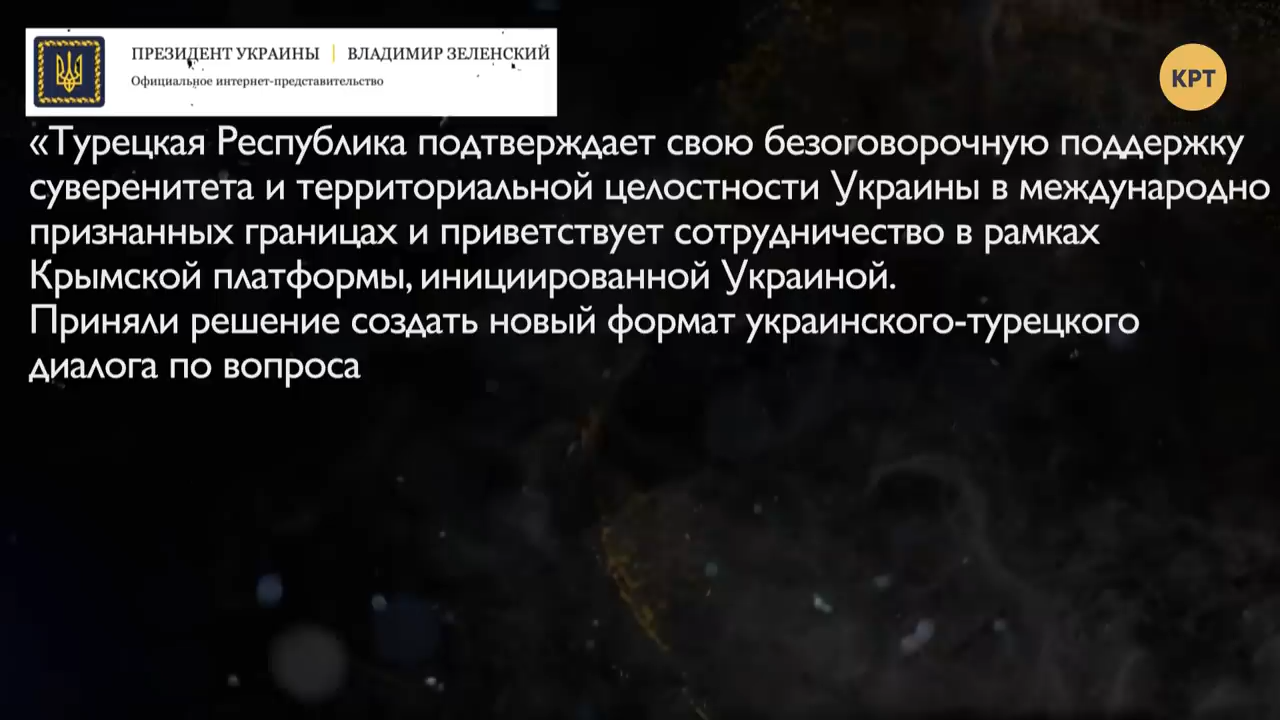 ПРЕЗИДЕНТ УКРАИНЫ | ВЛАДИМИР ЗЕЛЕНСКИЙ
Официальное интернет-представительство
КРТ
«Турецкая Республика подтверждает свою безоговорочную поддержку
суверенитета и территориальной целостности Украины в международно
признанных границах и приветствует сотрудничество в рамках
Крымской платформы, инициированной Украиной.
Приняли решение создать новый формат украинского-турецкого
диалога по вопроса